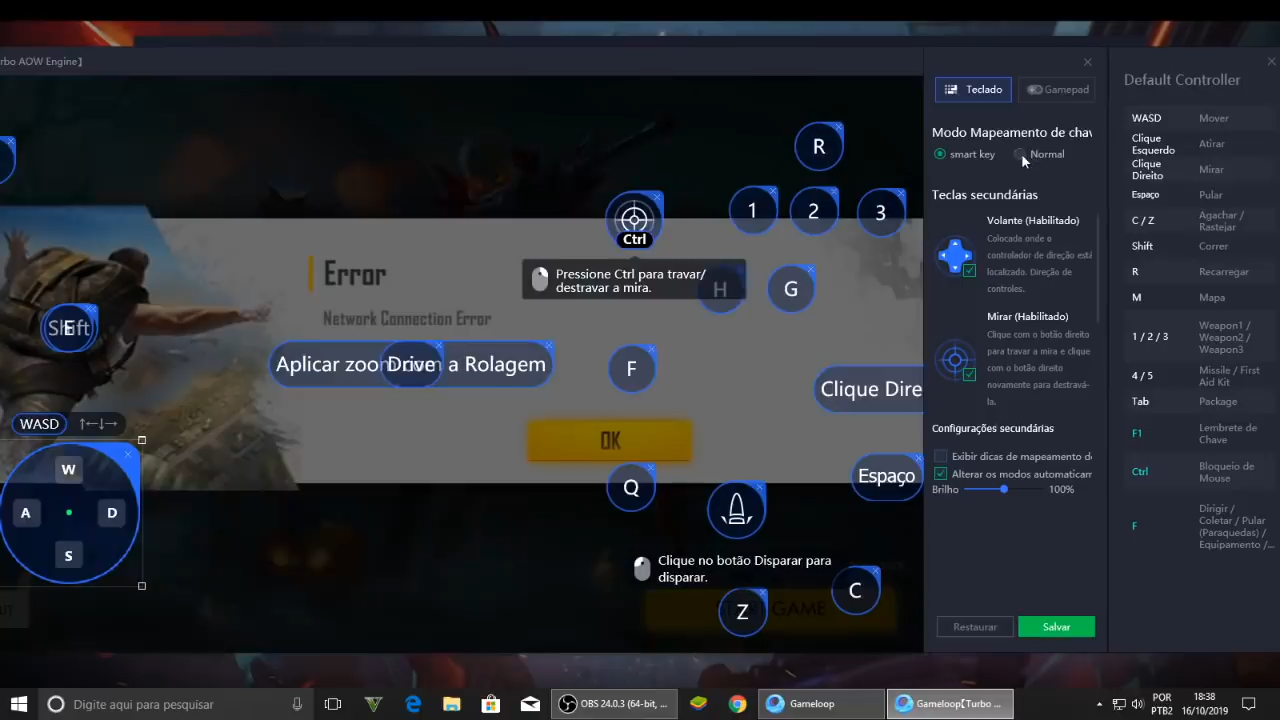 rbo AOW Engine】
Teclado
Gamepad
Default Controller
Modo Mapeamento de chav
smart key
Normal
Teclas secundárias
Volante (Habilitado)
Colocada onde o
controlador de direção está
localizado. Direção de
controles.
Mirar (Habilitado)
Clique com o botão direito
para travar a mira e clique
com o botão direito
novamente para destravá-
la.
Configurações secundárias
Exibir dicas de mapeamento d
Alterar os modos automaticam
Brilho
100%
Restaurar
Salvar
WASD
Mover
Clique
Esquerdo
Atirar
Clique
Direito
Mirar
Espaço
Pular
C / Z
Agachar /
Rastejar
Shift
Correr
R
Recarregar
M
Mapa
1 / 2 / 3
Weapon1 /
Weapon2 /
Weapon3
4 / 5
Missile / First
Aid Kit
Tab
Package
F1
Lembrete de
Chave
Ctrl
Bloqueio de
Mouse
F
Dirigir /
Coletar / Pular
(Paraquedas) /
Equipamento /...
R
1
2
3
Ctrl
Pressione Ctrl para travar/
destravar a mira.
H
G
Error
Network Connection Error
Shift
E
Aplicar zoom com a Rolagem
Drive
F
Clique Dire
OK
WASD
↑←↓→
W
A
D
S
Q
Espaço
Clique no botão Disparar para
disparar.
Z
C
GAME
Digite aqui para pesquisar
OBS 24.0.3 (64-bit, ...
Gameloop
Gameloop【Turbo ...
POR
PTB2
18:38
16/10/2019